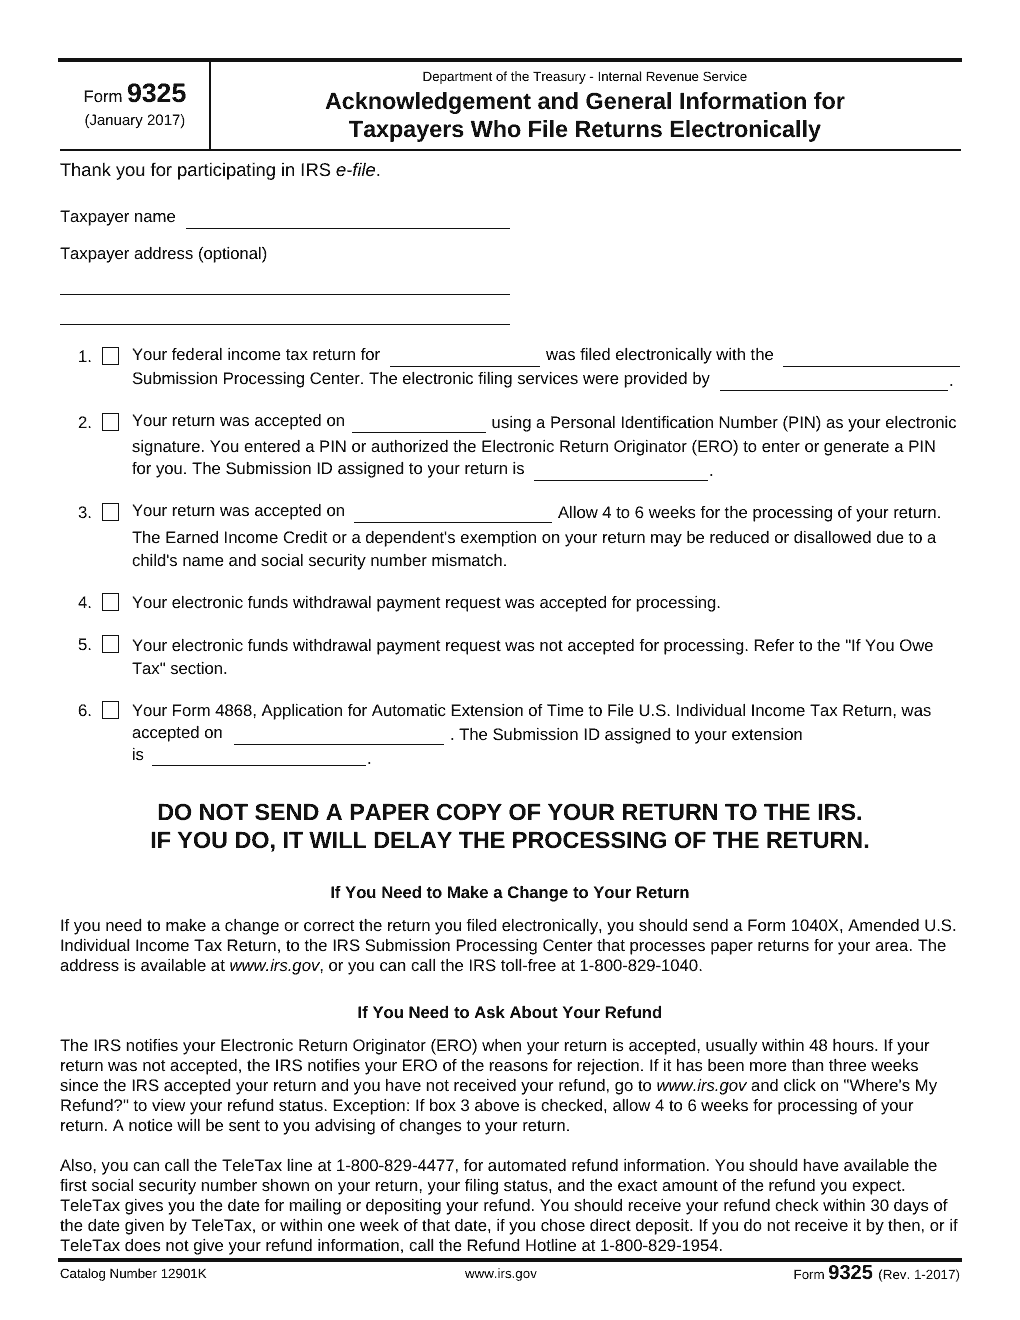 Form 9325
(January 2017)
Department of the Treasury - Internal Revenue Service
Acknowledgement and General Information for
Taxpayers Who File Returns Electronically
Thank you for participating in IRS e-file.
Taxpayer name
Taxpayer address (optional)
1. Your federal income tax return for was filed electronically with the
Submission Processing Center. The electronic filing services were provided by .
2. Your return was accepted on using a Personal Identification Number (PIN) as your electronic
signature. You entered a PIN or authorized the Electronic Return Originator (ERO) to enter or generate a PIN
for you. The Submission ID assigned to your return is .
3. Your return was accepted on Allow 4 to 6 weeks for the processing of your return.
The Earned Income Credit or a dependent's exemption on your return may be reduced or disallowed due to a
child's name and social security number mismatch.
4. Your electronic funds withdrawal payment request was accepted for processing.
5. Your electronic funds withdrawal payment request was not accepted for processing. Refer to the "If You Owe
Tax" section.
6. Your Form 4868, Application for Automatic Extension of Time to File U.S. Individual Income Tax Return, was
accepted on . The Submission ID assigned to your extension
is .
DO NOT SEND A PAPER COPY OF YOUR RETURN TO THE IRS.
IF YOU DO, IT WILL DELAY THE PROCESSING OF THE RETURN.
If You Need to Make a Change to Your Return
If you need to make a change or correct the return you filed electronically, you should send a Form 1040X, Amended U.S.
Individual Income Tax Return, to the IRS Submission Processing Center that processes paper returns for your area. The
address is available at www.irs.gov, or you can call the IRS toll-free at 1-800-829-1040.
If You Need to Ask About Your Refund
The IRS notifies your Electronic Return Originator (ERO) when your return is accepted, usually within 48 hours. If your
return was not accepted, the IRS notifies your ERO of the reasons for rejection. If it has been more than three weeks
since the IRS accepted your return and you have not received your refund, go to www.irs.gov and click on "Where's My
Refund?" to view your refund status. Exception: If box 3 above is checked, allow 4 to 6 weeks for processing of your
return. A notice will be sent to you advising of changes to your return.
Also, you can call the TeleTax line at 1-800-829-4477, for automated refund information. You should have available the
first social security number shown on your return, your filing status, and the exact amount of the refund you expect.
TeleTax gives you the date for mailing or depositing your refund. You should receive your refund check within 30 days of
the date given by TeleTax, or within one week of that date, if you chose direct deposit. If you do not receive it by then, or if
TeleTax does not give your refund information, call the Refund Hotline at 1-800-829-1954.
Catalog Number 12901K www.irs.gov Form 9325 (Rev. 1-2017)